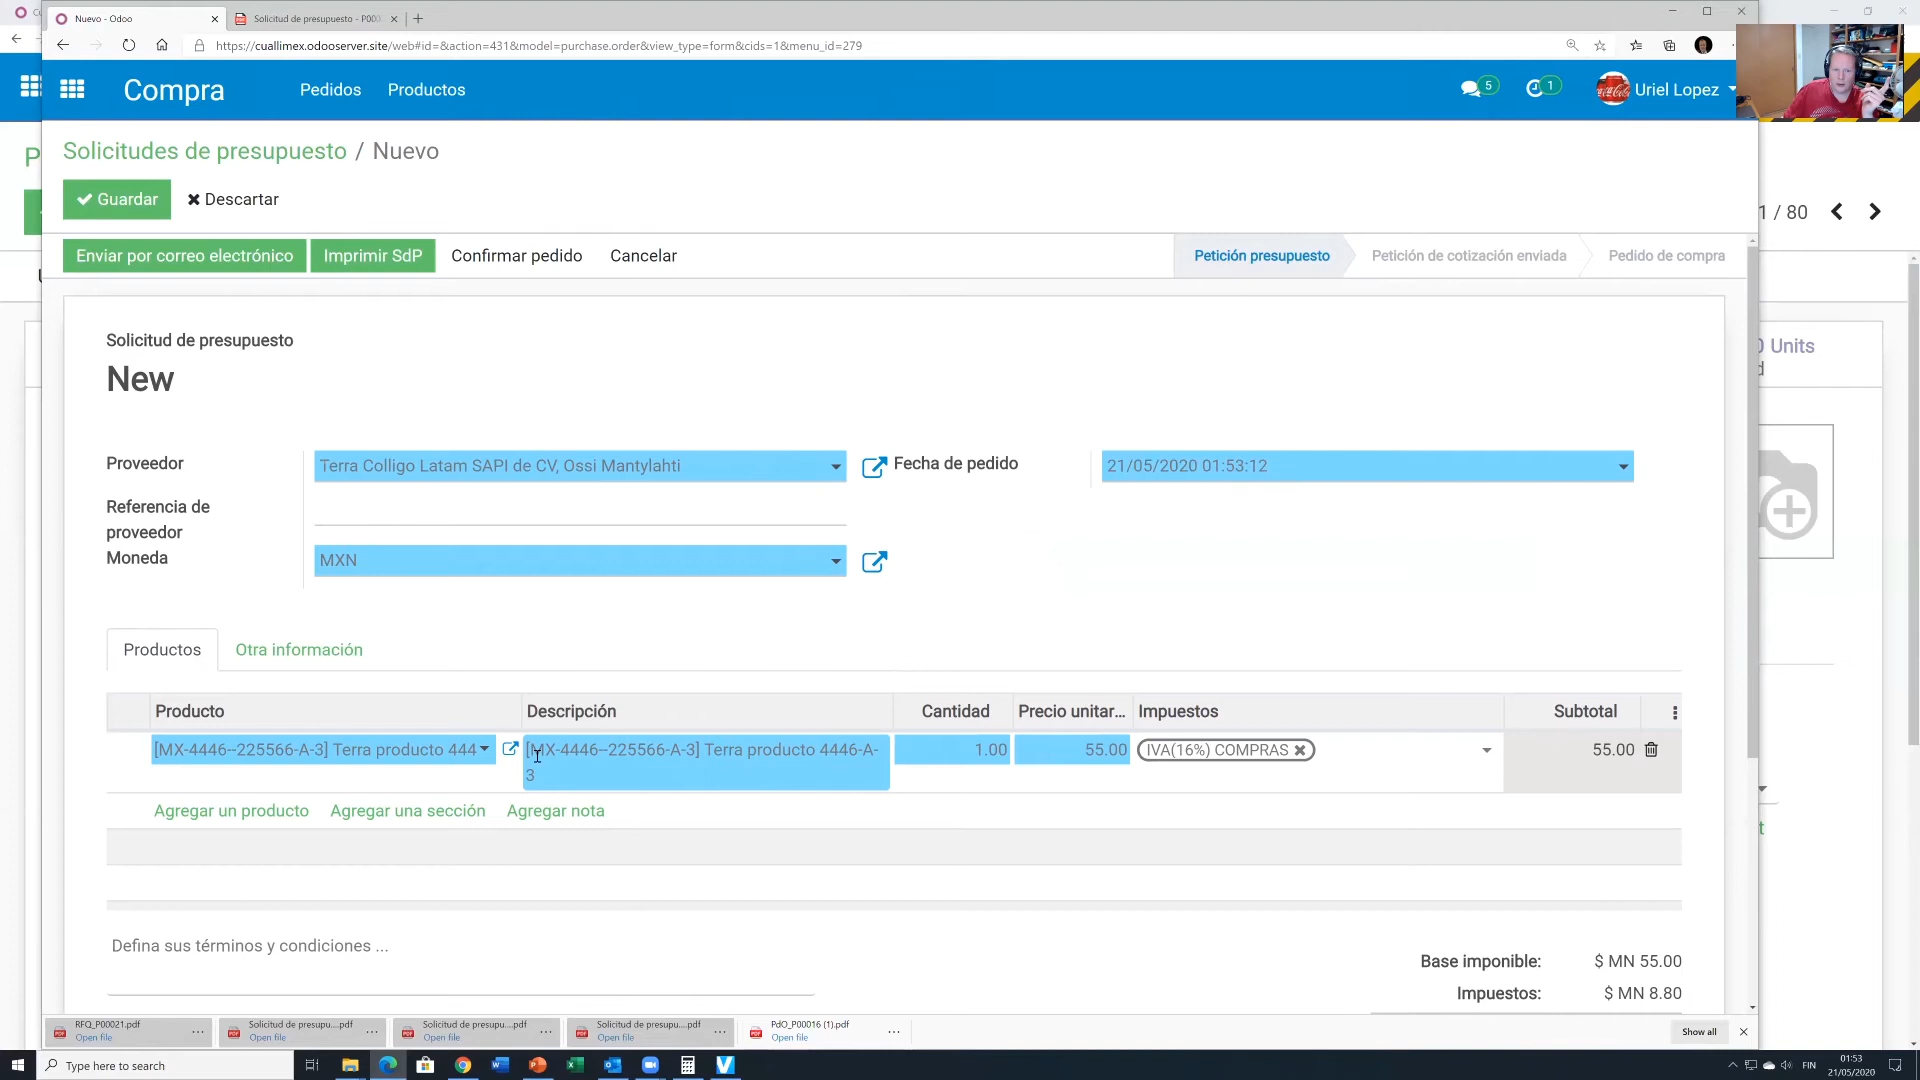 Nuevo - Odoo
Solicitud de presupuesto - P000
https://cuallimex.odooserver.site/web#id=&action=431&model=purchase.order&view_type=form&cids=1&menu_id=279
Compra
Pedidos
Productos
5
1
Uriel Lopez
Solicitudes de presupuesto / Nuevo
Guardar
Descartar
1 / 80
Enviar por correo electrónico
Imprimir SdP
Confirmar pedido
Cancelar
Petición presupuesto
Petición de cotización enviada
Pedido de compra
Solicitud de presupuesto
New
Units
Proveedor
Terra Colligo Latam SAPI de CV, Ossi Mantylahti
Fecha de pedido
21/05/2020 01:53:12
Referencia de
proveedor
Moneda
MXN
Productos
Otra información
Producto
Descripción
Cantidad
Precio unitar...
Impuestos
Subtotal
[MX-4446--225566-A-3] Terra producto 444
[MX-4446--225566-A-3] Terra producto 4446-A-
3
1.00
55.00
IVA(16%) COMPRAS
55.00
Agregar un producto
Agregar una sección
Agregar nota
Defina sus términos y condiciones ...
Base imponible:
$ MN 55.00
Impuestos:
$ MN 8.80
RFQ_P00021.pdf
Open file
Solicitud de presupu....pdf
Open file
Solicitud de presupu....pdf
Open file
Solicitud de presupu....pdf
Open file
PdO_P00016 (1).pdf
Open file
Show all
Type here to search
FIN
01:53
21/05/2020